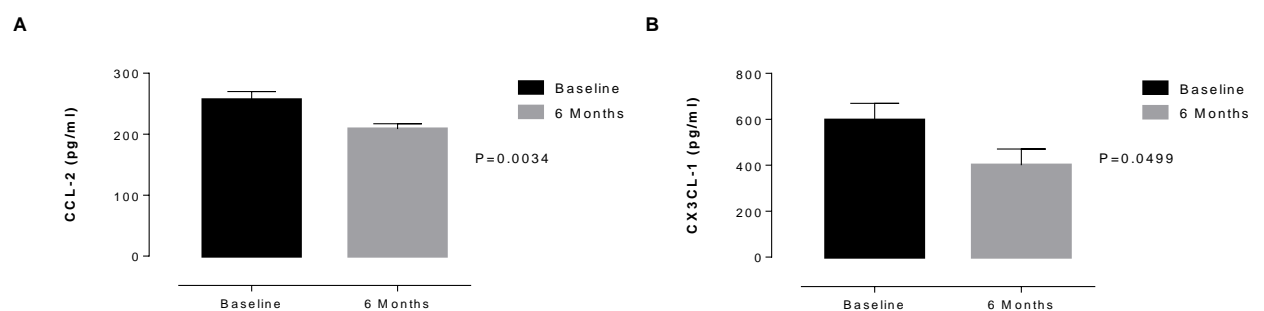 A
CCL-2 (pg/ml)
300
200
100
0
Baseline
6 Months
Baseline
6 Months
P=0.0034
B
CX3CL-1 (pg/ml)
800
600
400
200
0
Baseline
6 Months
Baseline
6 Months
P=0.0499